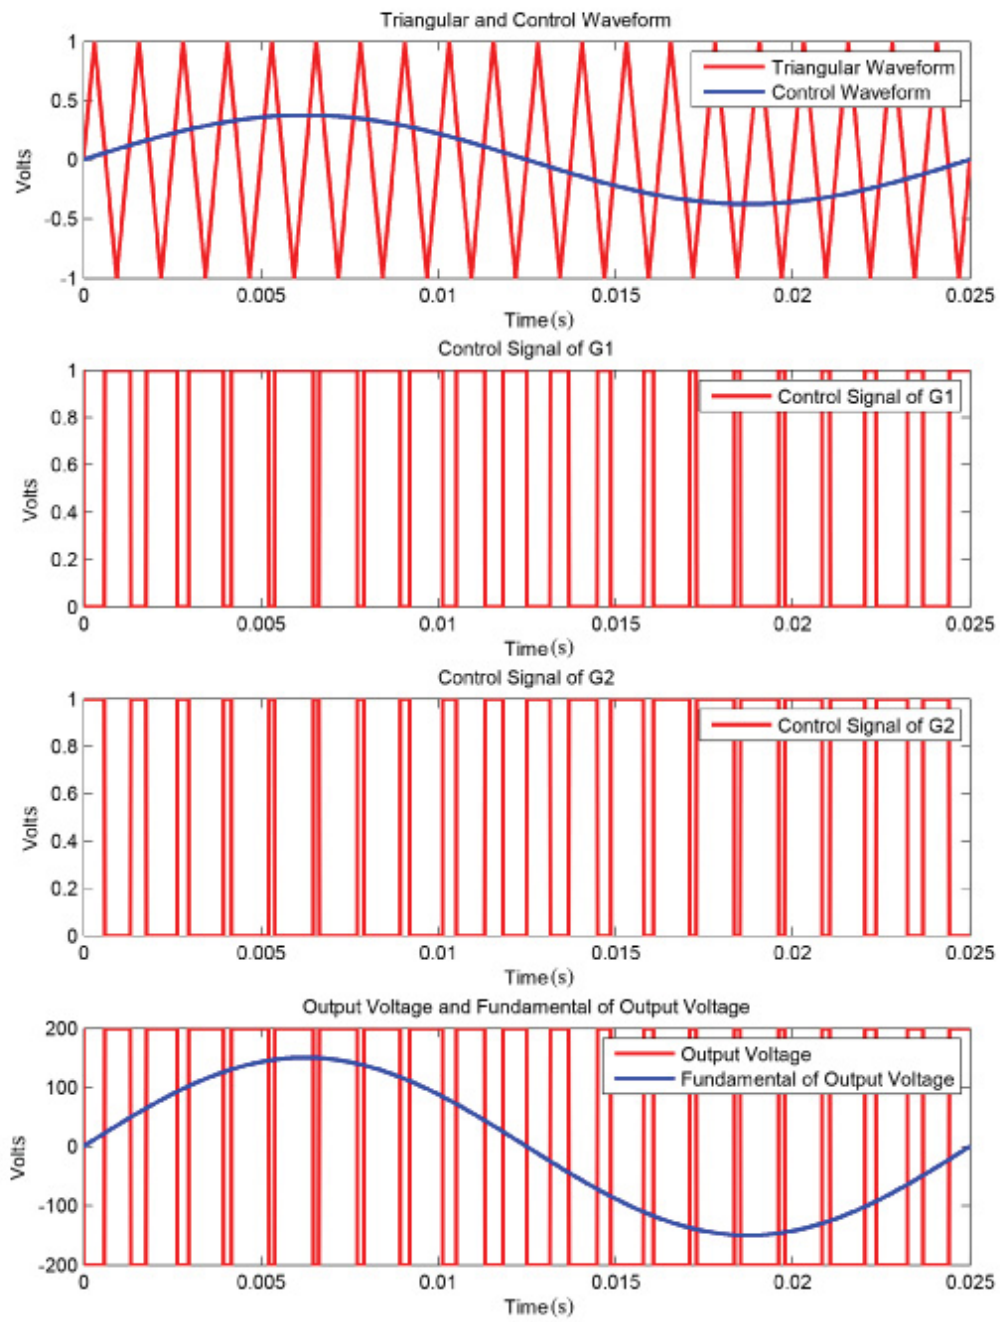 Triangular and Control Waveform
1
0.5
0
-0.5
-1
Volts
Triangular Waveform
Control Waveform
0 0.005 0.01 0.015 0.02 0.025
Time(s)
Control Signal of G1
1
0.8
0.6
0.4
0.2
0
Volts
Control Signal of G1
0 0.005 0.01 0.015 0.02 0.025
Time(s)
Control Signal of G2
1
0.8
0.6
0.4
0.2
0
Volts
Control Signal of G2
0 0.005 0.01 0.015 0.02 0.025
Time(s)
Output Voltage and Fundamental of Output Voltage
200
100
0
-100
-200
Volts
Output Voltage
Fundamental of Output Voltage
0 0.005 0.01 0.015 0.02 0.025
Time(s)